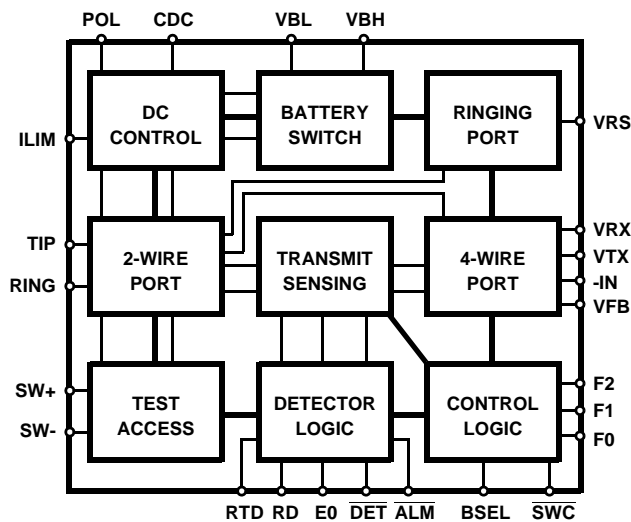 POL CDC VBL VBH
DC
CONTROL
BATTERY
SWITCH
RINGING
PORT
ILIM
VRS
2-WIRE
PORT
TRANSMIT
SENSING
4-WIRE
PORT
TIP
RING
VRX
VTX
-IN
VFB
TEST
ACCESS
DETECTOR
LOGIC
CONTROL
LOGIC
SW+
SW-
F2
F1
F0
RTD RD E0 DET ALM BSEL SWC